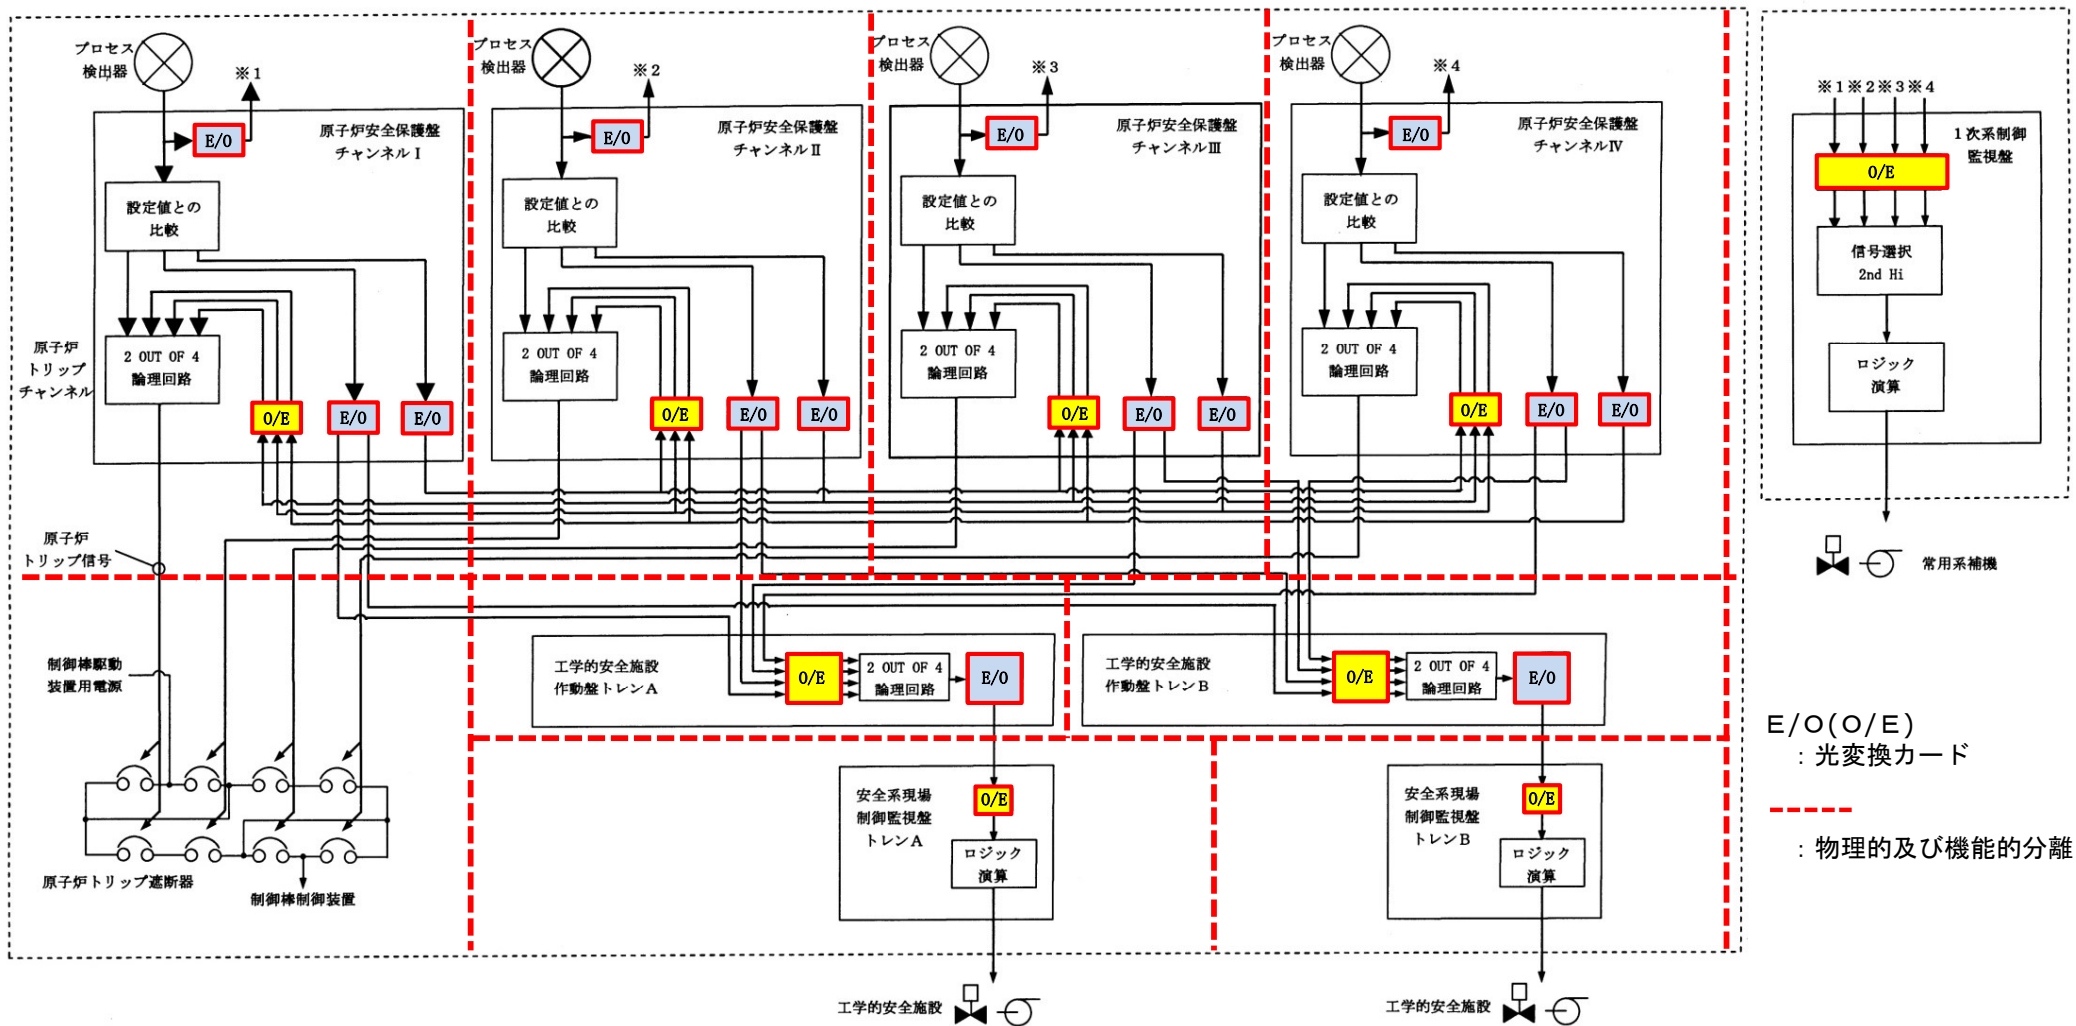 プロセス
検出器
※1
E/O
原子炉安全保護盤
チャンネルⅠ
設定値との
比較
2 OUT OF 4
論理回路
O/E
E/O
E/O
プロセス
検出器
※2
E/O
原子炉安全保護盤
チャンネルⅡ
設定値との
比較
2 OUT OF 4
論理回路
O/E
E/O
E/O
プロセス
検出器
※3
E/O
原子炉安全保護盤
チャンネルⅢ
設定値との
比較
2 OUT OF 4
論理回路
O/E
E/O
E/O
プロセス
検出器
※4
E/O
原子炉安全保護盤
チャンネルⅣ
設定値との
比較
2 OUT OF 4
論理回路
O/E
E/O
E/O
※1※2※3※4
1次系制御
監視盤
O/E
信号選択
2nd Hi
ロジック
演算
常用系補機
原子炉
トリップ
チャンネル
原子炉
トリップ信号
制御棒駆動
装置用電源
原子炉トリップ遮断器
制御棒制御装置
工学的安全施設
作動盤トレンA
O/E
2 OUT OF 4
論理回路
E/O
工学的安全施設
作動盤トレンB
O/E
2 OUT OF 4
論理回路
E/O
安全系現場
制御監視盤
トレンA
O/E
ロジック
演算
工学的安全施設
安全系現場
制御監視盤
トレンB
O/E
ロジック
演算
工学的安全施設
E/O(O/E)
:光変換カード
:物理的及び機能的分離